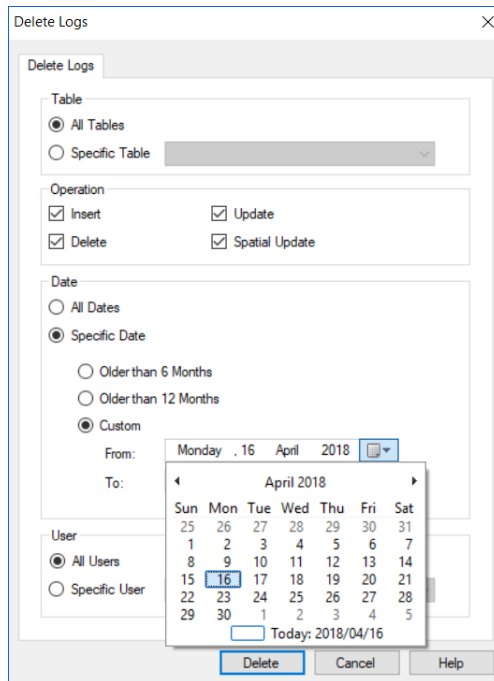 Delete Logs
Delete Logs
Table
All Tables
Specific Table
Operation
Insert Update
Delete Spatial Update
Date
All Dates
Specific Date
Older than 6 Months
Older than 12 Months
Custom
From: Monday , 16 April 2018
To:
April 2018
Sun Mon Tue Wed Thu Fri Sat
25 26 27 28 29 30 31
1 2 3 4 5 6 7
8 9 10 11 12 13 14
15 16 17 18 19 20 21
22 23 24 25 26 27 28
29 30 1 2 3 4 5
Today: 2018/04/16
User
All Users
Specific User
Delete Cancel Help